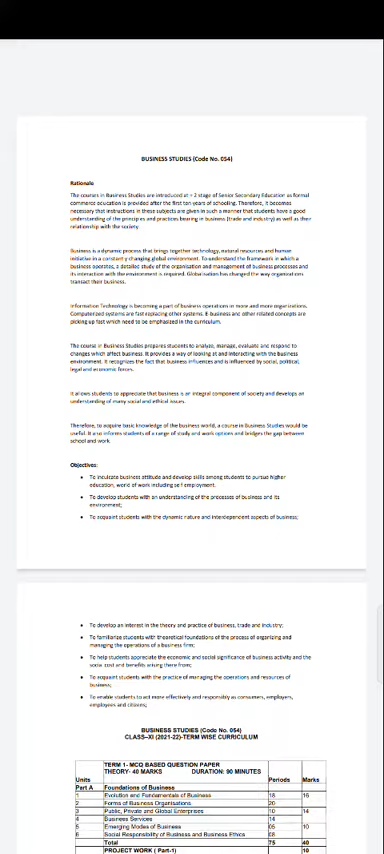 BUSINESS STUDIES (Code No. 054)
Rationale
The courses in Business Studies are introduced at + 2 stage of Senior Secondary Education as formal
commerce education is provided after the first ten years of schooling. Therefore, it becomes
necessary that instructions in these subjects are given in such a manner that students have a good
understanding of the principles and practices bearing in business (trade and industry) as well as their
relationship with the society.
Business is a dynamic process that brings together technology, natural resources and human
initiative in a constantly changing global environment. To understand the framework in which a
business operates, a detailed study of the organisation and management of business processes and
its interaction with the environment is required. Globalisation has changed the way organisations
transact their business.
Information Technology is becoming a part of business operations in more and more organisations.
Computerised systems are fast replacing other systems. E-business and other related concepts are
picking up fast which need to be emphasized in the curriculum.
The course in Business Studies prepares students to analyze, manage, evaluate and respond to
changes which affect business. It provides a way of looking at and interacting with the business
environment. It recognizes the fact that business influences and is influenced by social, political,
legal and economic forces.
It allows students to appreciate that business is an integral component of society and develops an
understanding of many social and ethical issues.
Therefore, to acquire basic knowledge of the business world, a course in Business Studies would be
useful. It also informs students of a range of study and work options and bridges the gap between
school and work.
Objectives:
• To inculcate business attitude and develop skills among students to pursue higher
education, world of work including self employment.
• To develop students with an understanding of the processes of business and its
environment;
• To acquaint students with the dynamic nature and interdependent aspects of business;
• To develop an interest in the theory and practice of business, trade and industry;
• To familiarize students with theoretical foundations of the process of organizing and
managing the operations of a business firm;
• To help students appreciate the economic and social significance of business activity and the
social cost and benefits arising there from;
• To acquaint students with the practice of managing the operations and resources of
business;
• To enable students to act more effectively and responsibly as consumers, employers,
employees and citizens;
BUSINESS STUDIES (Code No. 054)
CLASS–XI (2021-22)-TERM WISE CURRICULUM
TERM 1- MCQ BASED QUESTION PAPER
THEORY- 40 MARKS DURATION: 90 MINUTES
Units Periods Marks
Part A Foundations of Business
1 Evolution and Fundamentals of Business 18 16
2 Forms of Business Organisations 20
3 Public, Private and Global Enterprises 10 14
4 Business Services 14
5 Emerging Modes of Business 05 10
6 Social Responsibility of Business and Business Ethics 08
Total 75 40
PROJECT WORK ( Part-1) 10